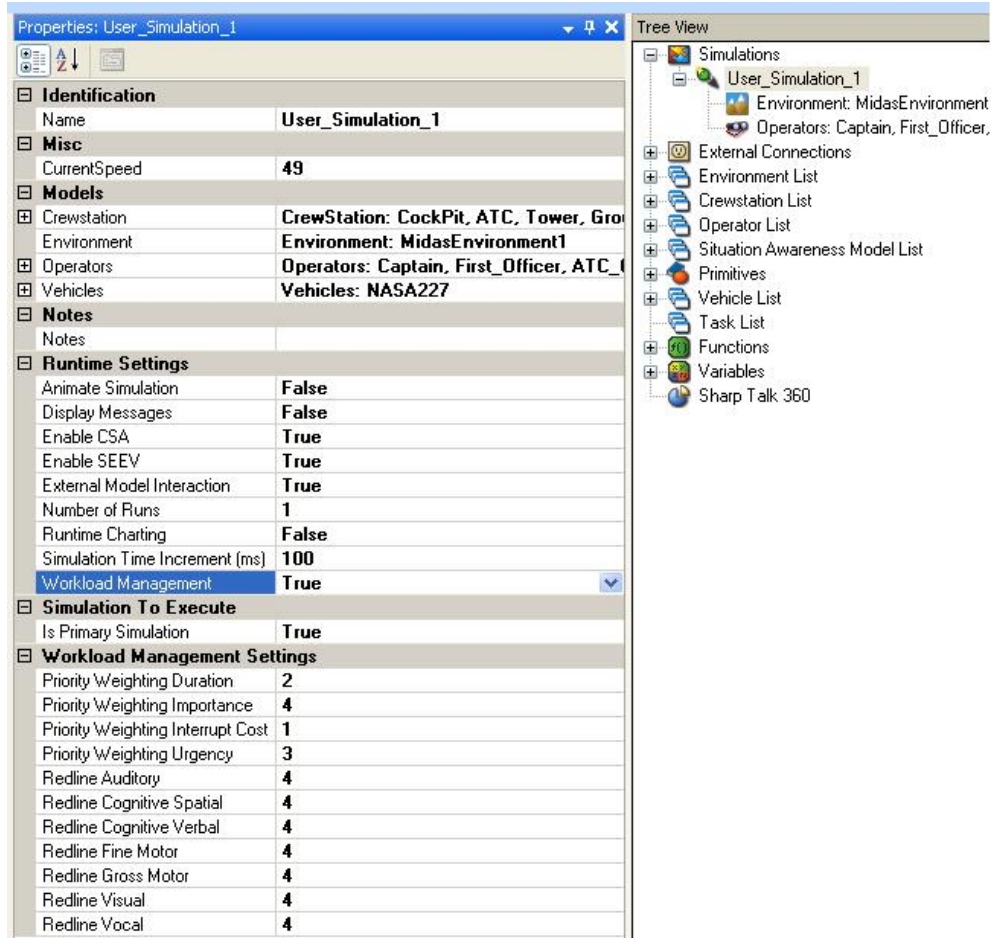 Properties: User_Simulation_1
Identification
Name User_Simulation_1
Misc
CurrentSpeed 49
Models
Crewstation CrewStation: CockPit, ATC, Tower, Gro
Environment Environment: MidasEnvironment1
Operators Operators: Captain, First_Officer, ATC_
Vehicles Vehicles: NASA227
Notes
Notes
Runtime Settings
Animate Simulation False
Display Messages False
Enable CSA True
Enable SEEV True
External Model Interaction True
Number of Runs 1
Runtime Charting False
Simulation Time Increment (ms) 100
Workload Management True
Simulation To Execute
Is Primary Simulation True
Workload Management Settings
Priority Weighting Duration 2
Priority Weighting Importance 4
Priority Weighting Interrupt Cost 1
Priority Weighting Urgency 3
Redline Auditory 4
Redline Cognitive Spatial 4
Redline Cognitive Verbal 4
Redline Fine Motor 4
Redline Gross Motor 4
Redline Visual 4
Redline Vocal 4
Tree View
Simulations
User_Simulation_1
Environment: MidasEnvironment
Operators: Captain, First_Officer,
External Connections
Environment List
Crewstation List
Operator List
Situation Awareness Model List
Primitives
Vehicle List
Task List
Functions
Variables
Sharp Talk 360